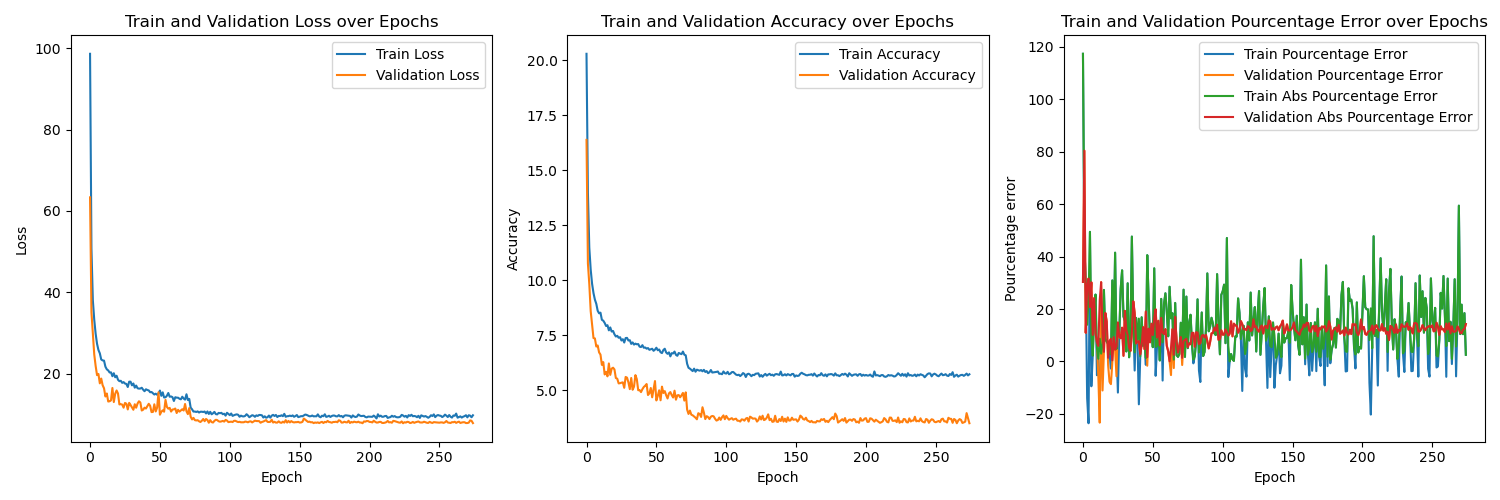 Train and Validation Loss over Epochs
Train Loss
Validation Loss
100
80
60
40
20
Loss
0
50
100
150
200
250
Epoch
Train and Validation Accuracy over Epochs
Train Accuracy
Validation Accuracy
20.0
17.5
15.0
12.5
10.0
7.5
5.0
Accuracy
0
50
100
150
200
250
Epoch
Train and Validation Pourcentage Error over Epochs
Train Pourcentage Error
Validation Pourcentage Error
Train Abs Pourcentage Error
Validation Abs Pourcentage Error
120
100
80
60
40
20
0
−20
Pourcentage error
0
50
100
150
200
250
Epoch